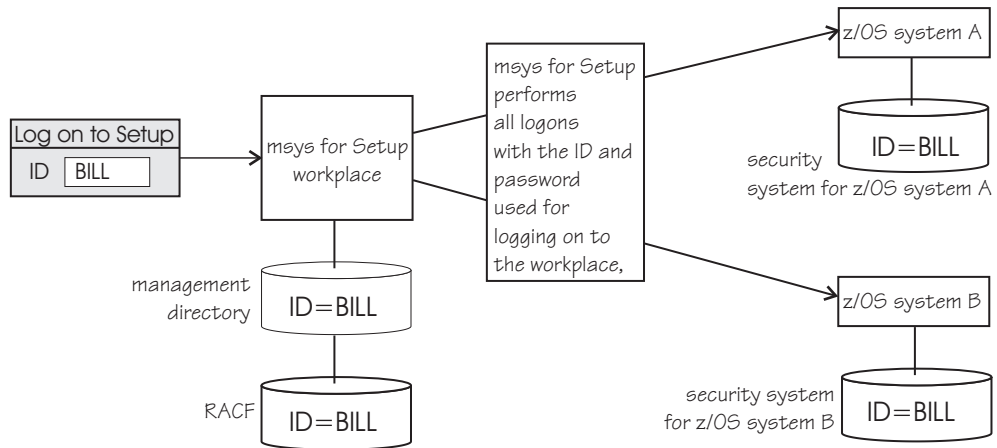 Log on to Setup
ID BILL
msys for Setup
workplace
management
directory
ID=BILL
RACF
ID=BILL
msys for Setup
performs
all logons
with the ID and
password
used for
logging on to
the workplace,
z/OS system A
ID=BILL
security
system for z/OS system A
z/OS system B
security system
for z/OS system B
ID=BILL